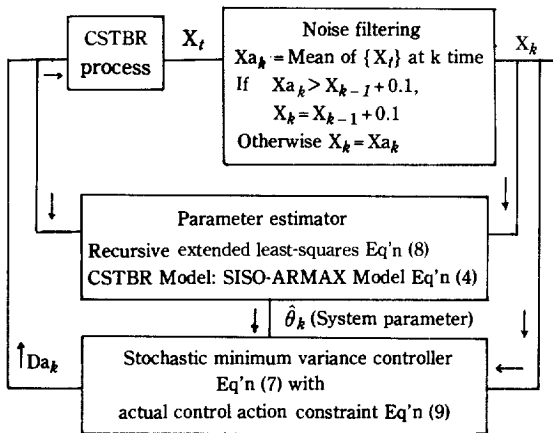 CSTBR
process
X_t
Noise filtering
Xa_k = Mean of {X_t} at k time
If Xa_k > X_{k-1} + 0.1,
X_k = X_{k-1} + 0.1
Otherwise X_k = Xa_k
X_k
Parameter estimator
Recursive extended least-squares Eq'n (8)
CSTBR Model: SISO-ARMAX Model Eq'n (4)
θ̂_k (System parameter)
Da_k
Stochastic minimum variance controller
Eq'n (7) with
actual control action constraint Eq'n (9)